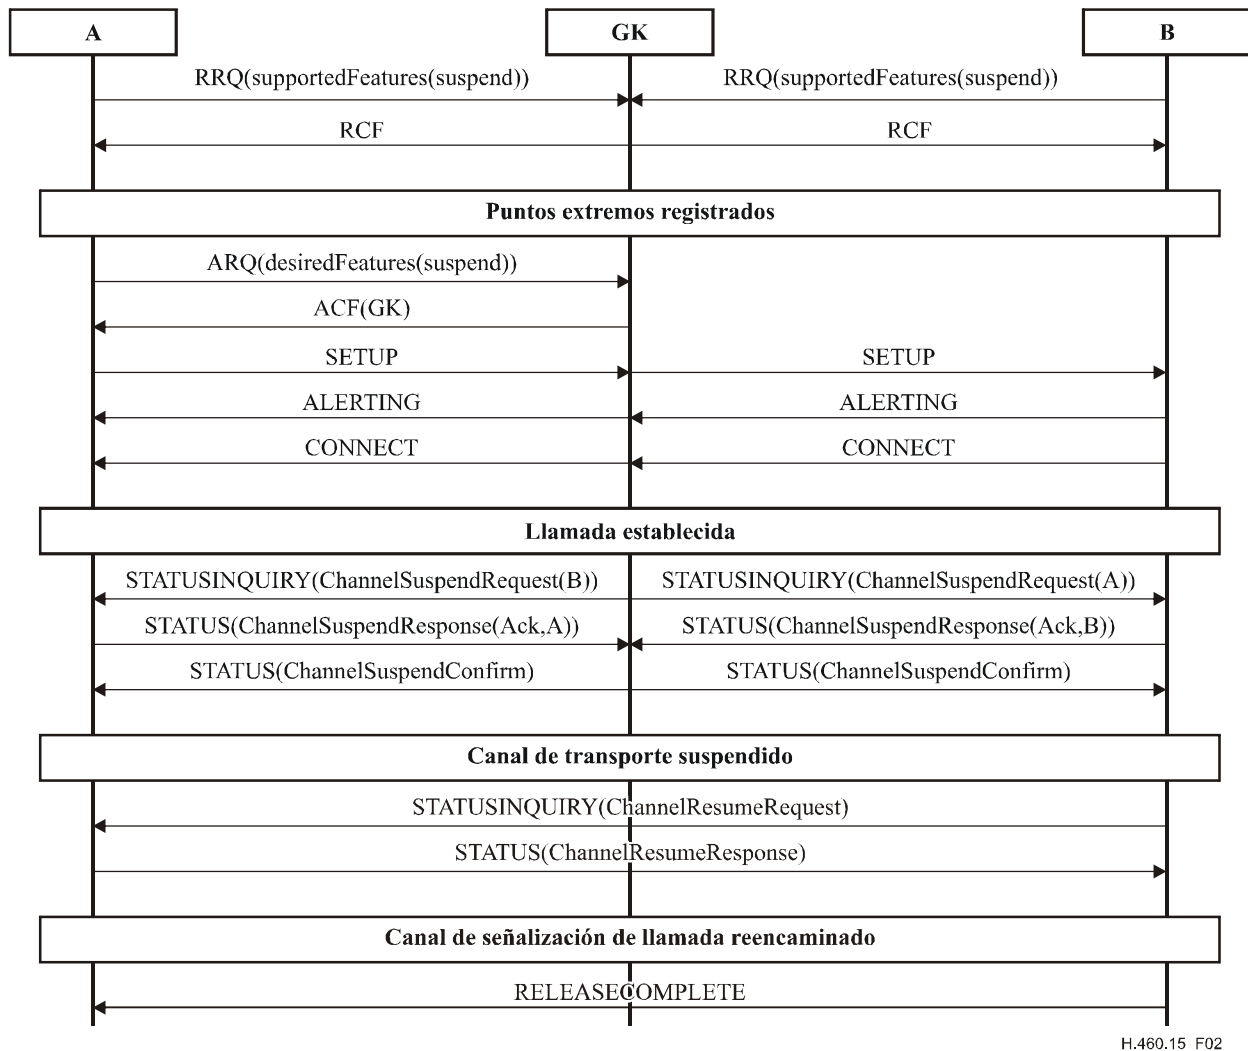 A GK B
RRQ(supportedFeatures(suspend)) RRQ(supportedFeatures(suspend))
RCF RCF
Puntos extremos registrados
ARQ(desiredFeatures(suspend))
ACF(GK)
SETUP SETUP
ALERTING ALERTING
CONNECT CONNECT
Llamada establecida
STATUSINQUIRY(ChannelSuspendRequest(B)) STATUSINQUIRY(ChannelSuspendRequest(A))
STATUS(ChannelSuspendResponse(Ack,A)) STATUS(ChannelSuspendResponse(Ack,B))
STATUS(ChannelSuspendConfirm) STATUS(ChannelSuspendConfirm)
Canal de transporte suspendido
STATUSINQUIRY(ChannelResumeRequest)
STATUS(ChannelResumeResponse)
Canal de señalización de llamada reencaminado
RELEASECOMPLETE
H.460.15_F02